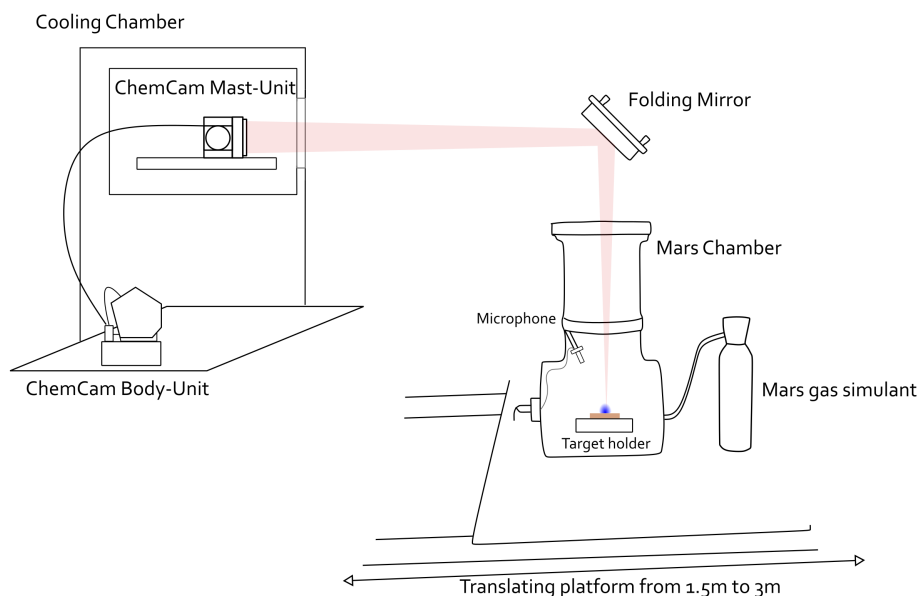 Cooling Chamber
ChemCam Mast-Unit
Folding Mirror
Mars Chamber
Microphone
ChemCam Body-Unit
Mars gas simulant
Target holder
Translating platform from 1.5m to 3m